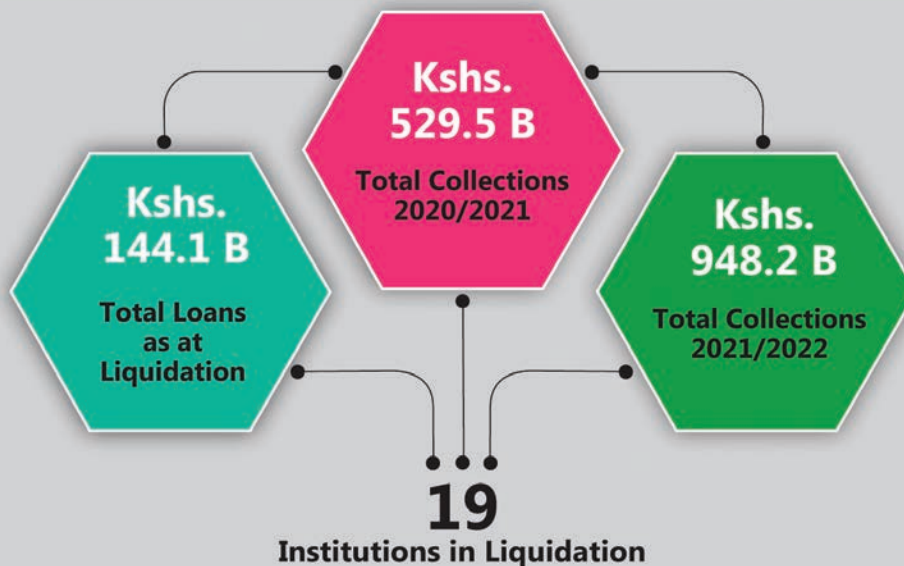 Kshs.
529.5 B
Total Collections
2020/2021
Kshs.
144.1 B
Total Loans
as at
Liquidation
Kshs.
948.2 B
Total Collections
2021/2022
19
Institutions in Liquidation